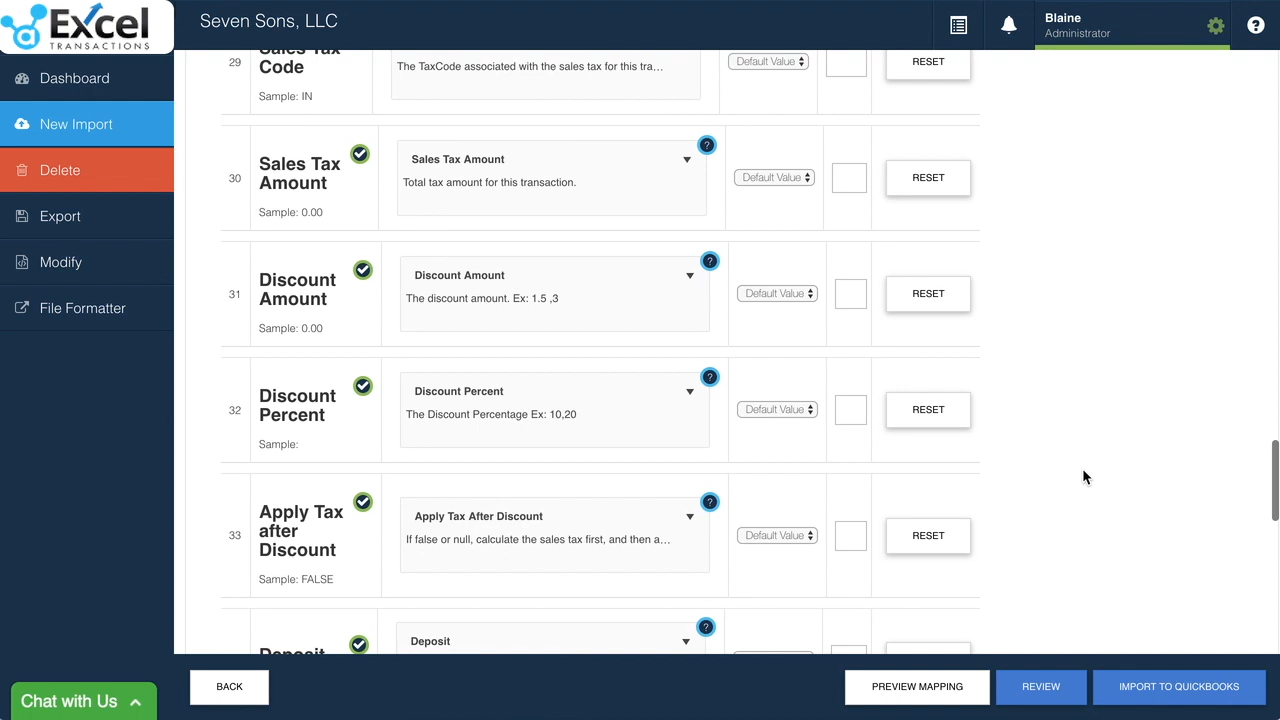 Excel
TRANSACTIONS
Seven Sons, LLC
Blaine
Administrator
?
Dashboard
New Import
Delete
Export
Modify
File Formatter
29
Sales Tax
Code
Sample: IN
The TaxCode associated with the sales tax for this tra…
Default Value
RESET
30
Sales Tax
Amount
Sample: 0.00
Sales Tax Amount
Total tax amount for this transaction.
?
Default Value
RESET
31
Discount
Amount
Sample: 0.00
Discount Amount
The discount amount. Ex: 1.5 ,3
?
Default Value
RESET
32
Discount
Percent
Sample:
Discount Percent
The Discount Percentage Ex: 10,20
?
Default Value
RESET
33
Apply Tax
after
Discount
Sample: FALSE
Apply Tax After Discount
If false or null, calculate the sales tax first, and then a…
?
Default Value
RESET
Deposit
Deposit
?
BACK
PREVIEW MAPPING
REVIEW
IMPORT TO QUICKBOOKS
Chat with Us